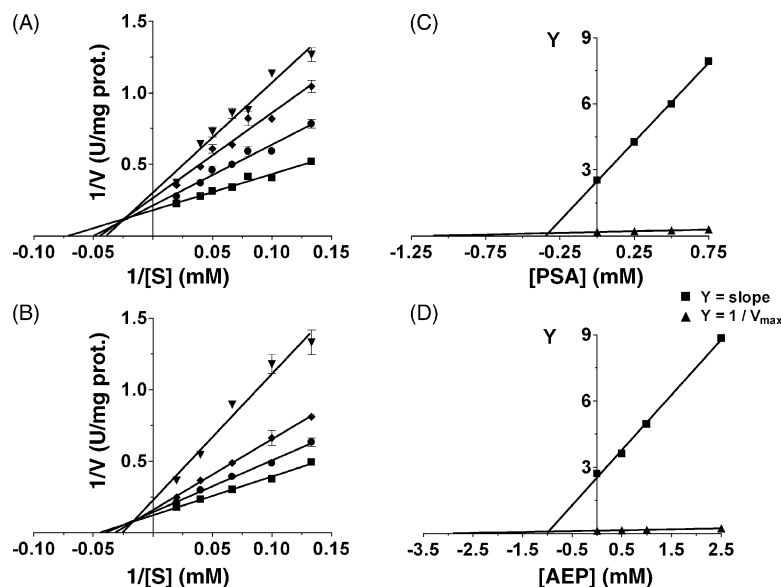 (A)
1.5
1.0
0.5
1/V (U/mg prot.)
-0.10 -0.05 0.00 0.05 0.10 0.15
1/[S] (mM)
(B)
1.5
1.0
0.5
1/V (U/mg prot.)
-0.10 -0.05 0.00 0.05 0.10 0.15
1/[S] (mM)
(C)
Y
9
6
3
-1.25 -0.75 -0.25 0.25 0.75
[PSA] (mM)
Y = slope
Y = 1 / Vmax
(D)
Y
9
6
3
-3.5 -2.5 -1.5 -0.5 0.5 1.5 2.5
[AEP] (mM)